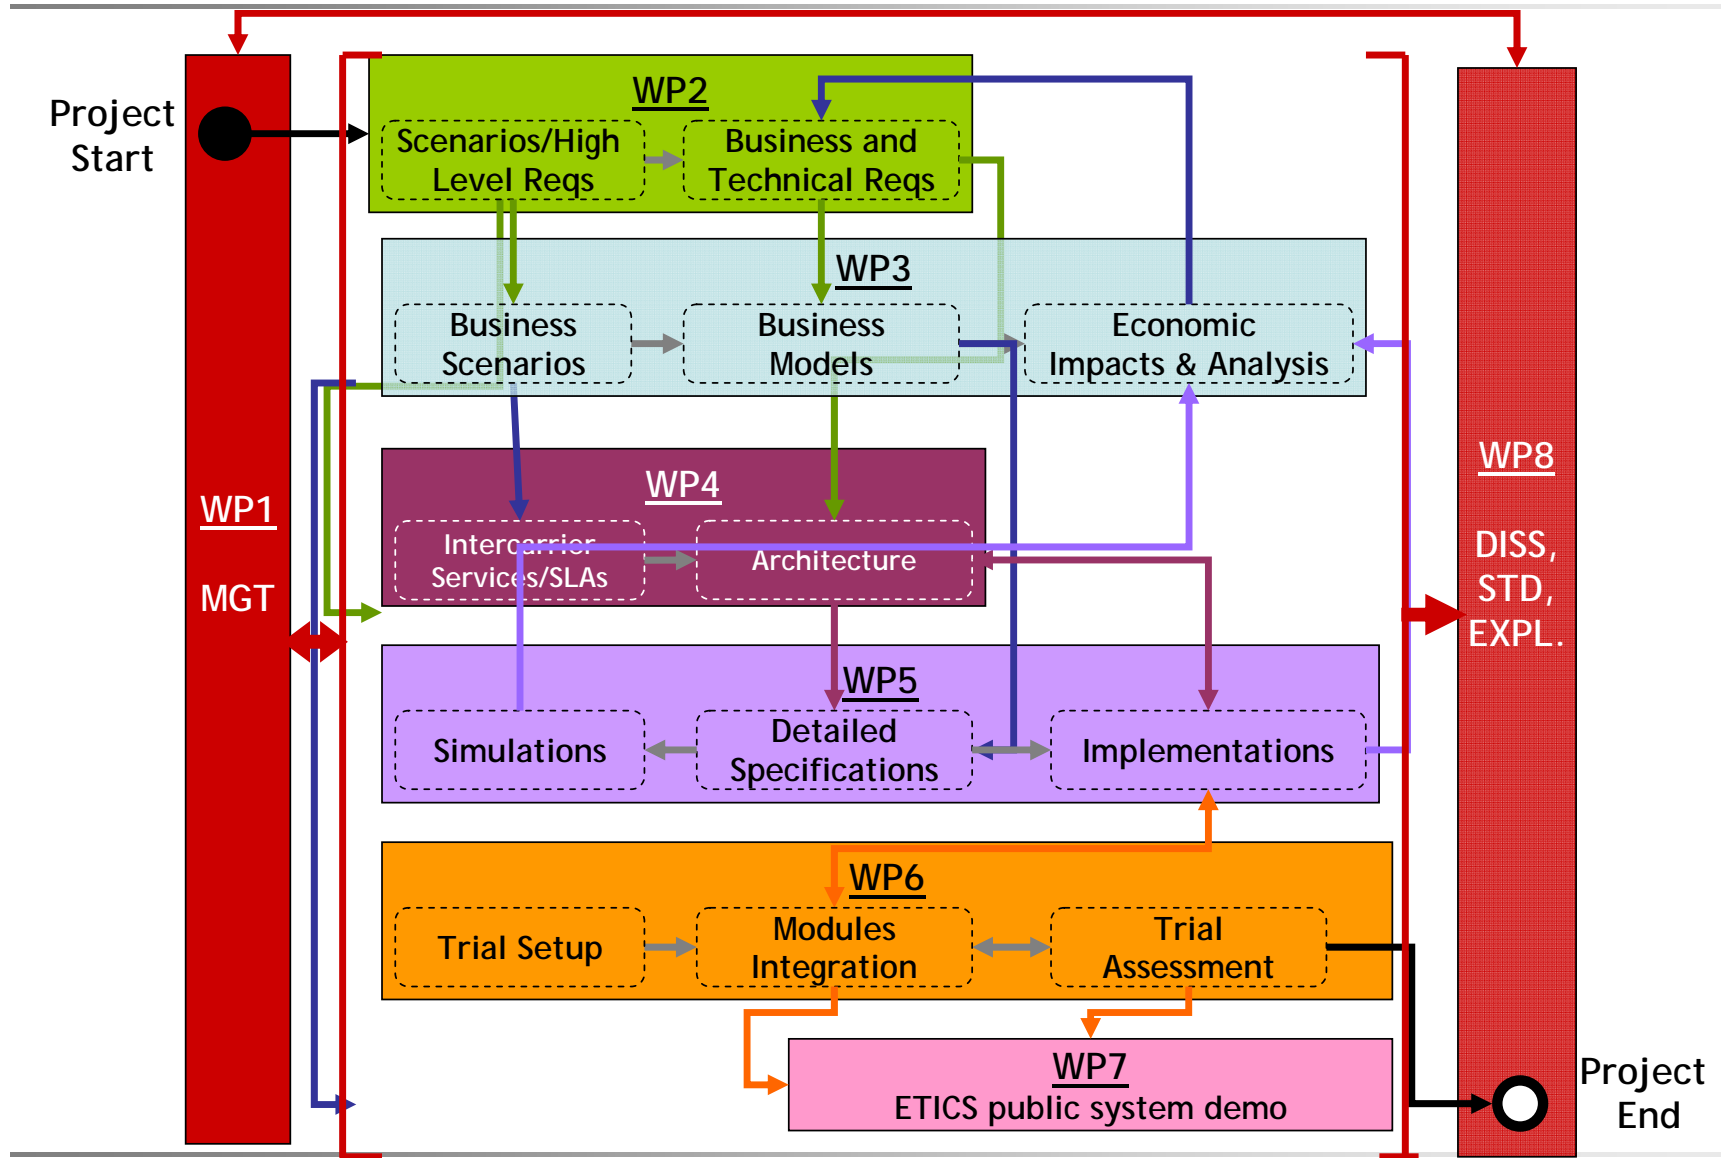 Project
Start
WP1
MGT
WP2
Scenarios/High
Level Reqs
Business and
Technical Reqs
WP3
Business
Scenarios
Business
Models
Economic
Impacts & Analysis
WP4
Intercarrier
Services/SLAs
Architecture
WP5
Simulations
Detailed
Specifications
Implementations
WP6
Trial Setup
Modules
Integration
Trial
Assessment
WP7
ETICS public system demo
WP8
DISS,
STD,
EXPL.
Project
End